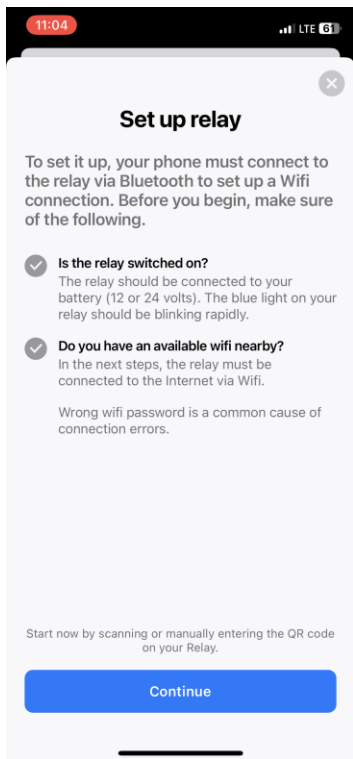 11:04
LTE 61
Set up relay
To set it up, your phone must connect to
the relay via Bluetooth to set up a Wifi
connection. Before you begin, make sure
of the following.
Is the relay switched on?
The relay should be connected to your
battery (12 or 24 volts). The blue light on your
relay should be blinking rapidly.
Do you have an available wifi nearby?
In the next steps, the relay must be
connected to the Internet via Wifi.
Wrong wifi password is a common cause of
connection errors.
Start now by scanning or manually entering the QR code
on your Relay.
Continue